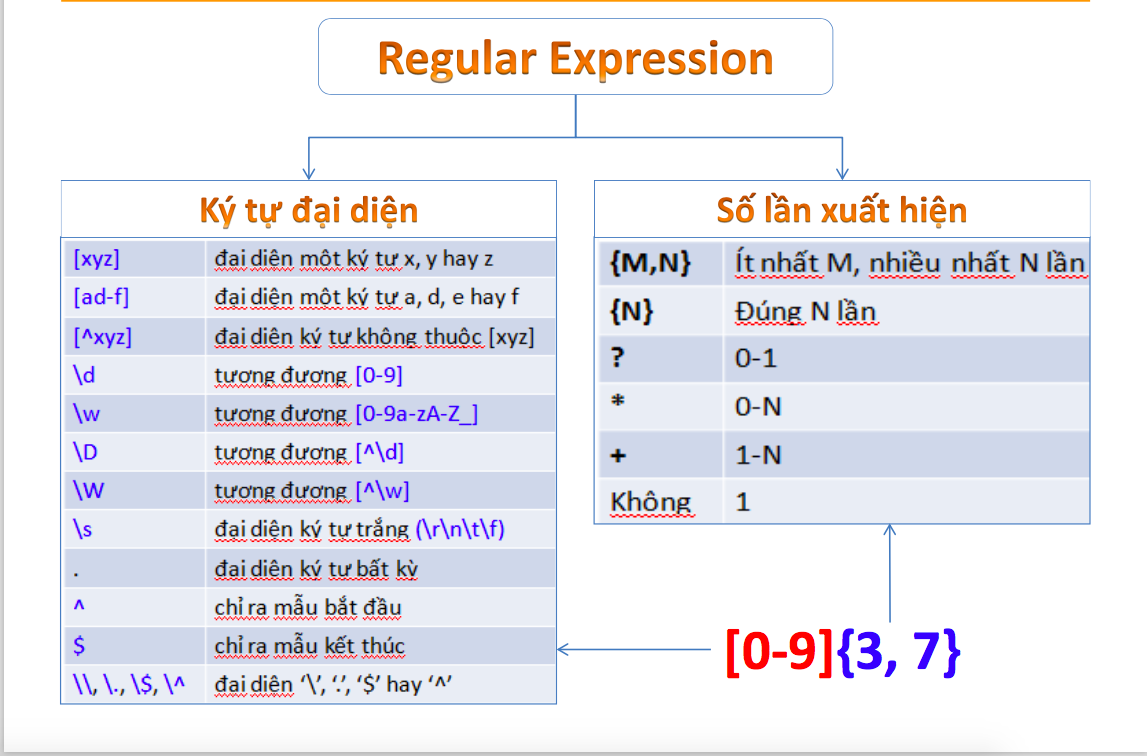 Regular Expression
Ký tự đại diện
[xyz] đại diện một ký tự x, y hay z
[ad-f] đại diện một ký tự a, d, e hay f
[^xyz] đại diện ký tự không thuộc [xyz]
\d tương đương [0-9]
\w tương đương [0-9a-zA-Z_]
\D tương đương [^\d]
\W tương đương [^\w]
\s đại diện ký tự trắng (\r\n\t\f)
. đại diện ký tự bất kỳ
^ chỉ ra mẫu bắt đầu
$ chỉ ra mẫu kết thúc
\\, \., \$, \^ đại diện ‘\’, ‘.’, ‘$’ hay ‘^’
Số lần xuất hiện
{M,N} Ít nhất M, nhiều nhất N lần
{N} Đúng N lần
? 0-1
* 0-N
+ 1-N
Không 1
[0-9]{3, 7}